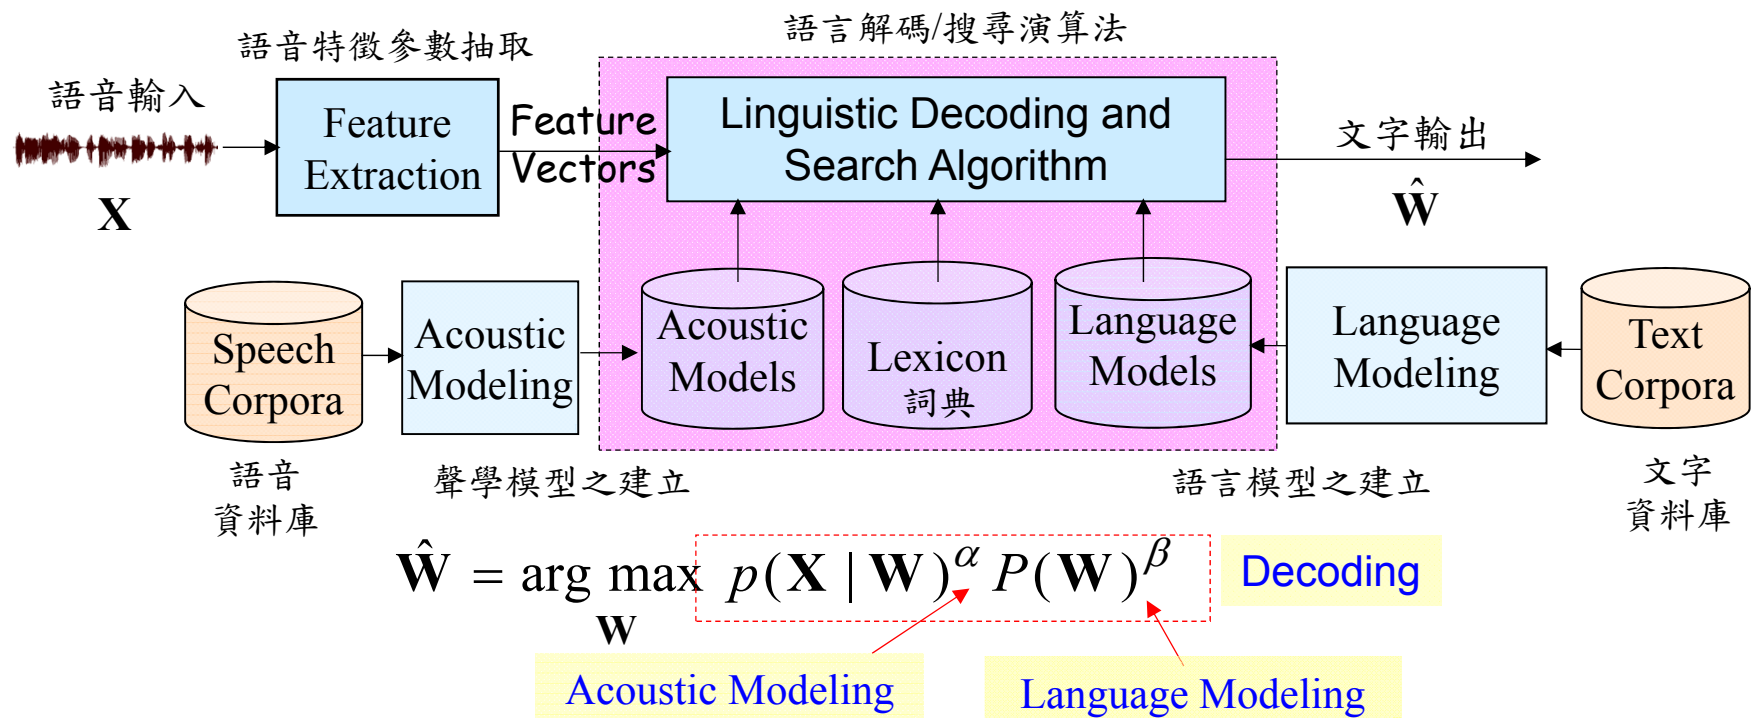 語音特徵參數抽取
語言解碼/搜尋演算法
語音輸入
X
Feature
Extraction
Feature
Vectors
Linguistic Decoding and
Search Algorithm
文字輸出
Ŵ
Speech
Corpora
Acoustic
Modeling
Acoustic
Models
Lexicon
詞典
Language
Models
Language
Modeling
Text
Corpora
語音
資料庫
聲學模型之建立
語言模型之建立
文字
資料庫
Ŵ = arg max p(X | W)^α P(W)^β
W
Decoding
Acoustic Modeling
Language Modeling